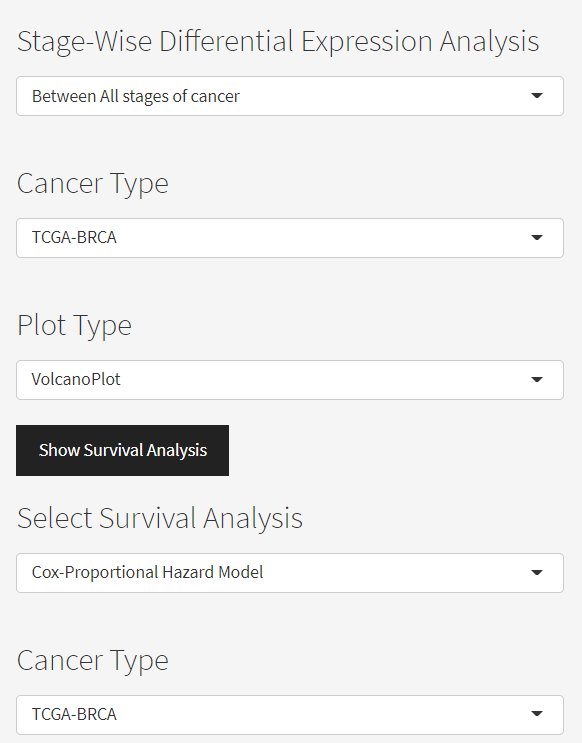 Stage-Wise Differential Expression Analysis
Between All stages of cancer
Cancer Type
TCGA-BRCA
Plot Type
VolcanoPlot
Show Survival Analysis
Select Survival Analysis
Cox-Proportional Hazard Model
Cancer Type
TCGA-BRCA